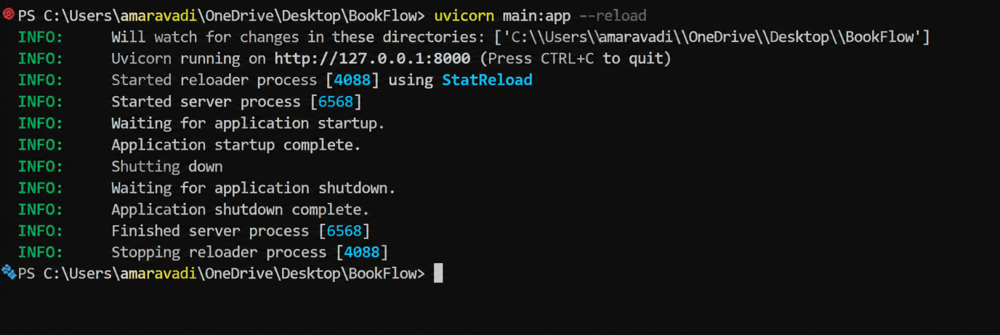 PS C:\Users\amaravadi\OneDrive\Desktop\BookFlow> uvicorn main:app --reload
INFO:     Will watch for changes in these directories: ['C:\\Users\\amaravadi\\OneDrive\\Desktop\\BookFlow']
INFO:     Uvicorn running on http://127.0.0.1:8000 (Press CTRL+C to quit)
INFO:     Started reloader process [4088] using StatReload
INFO:     Started server process [6568]
INFO:     Waiting for application startup.
INFO:     Application startup complete.
INFO:     Shutting down
INFO:     Waiting for application shutdown.
INFO:     Application shutdown complete.
INFO:     Finished server process [6568]
INFO:     Stopping reloader process [4088]
PS C:\Users\amaravadi\OneDrive\Desktop\BookFlow>